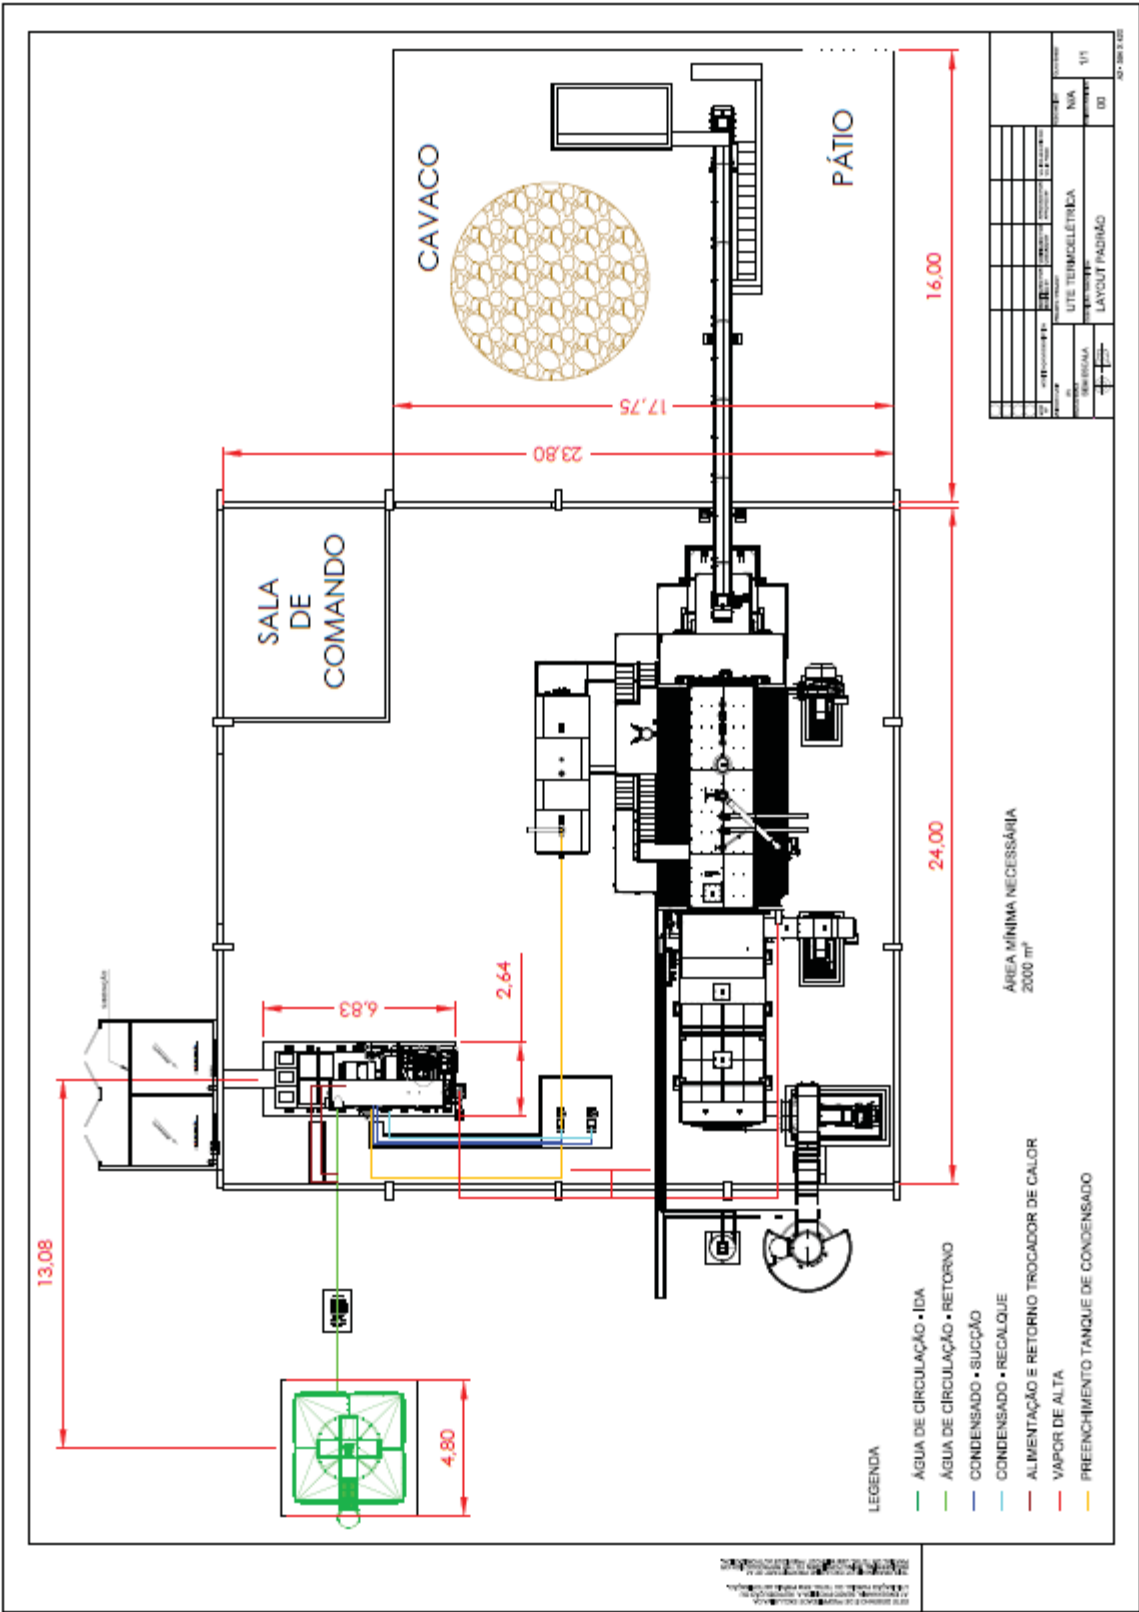 CAVACO
PÁTIO
SALA
DE
COMANDO
16,00
17,75
23,80
24,00
6,83
2,64
13,08
4,80
ÁREA MÍNIMA NECESSÁRIA
2000 m²
LEGENDA
ÁGUA DE CIRCULAÇÃO - IDA
ÁGUA DE CIRCULAÇÃO - RETORNO
CONDENSADO - SUCÇÃO
CONDENSADO - RECALQUE
ALIMENTAÇÃO E RETORNO TROCADOR DE CALOR
VAPOR DE ALTA
PREENCHIMENTO TANQUE DE CONDENSADO
UTE TERMOELÉTRICA
N/A
1/1
SEM ESCALA
LAYOUT PADRÃO
00